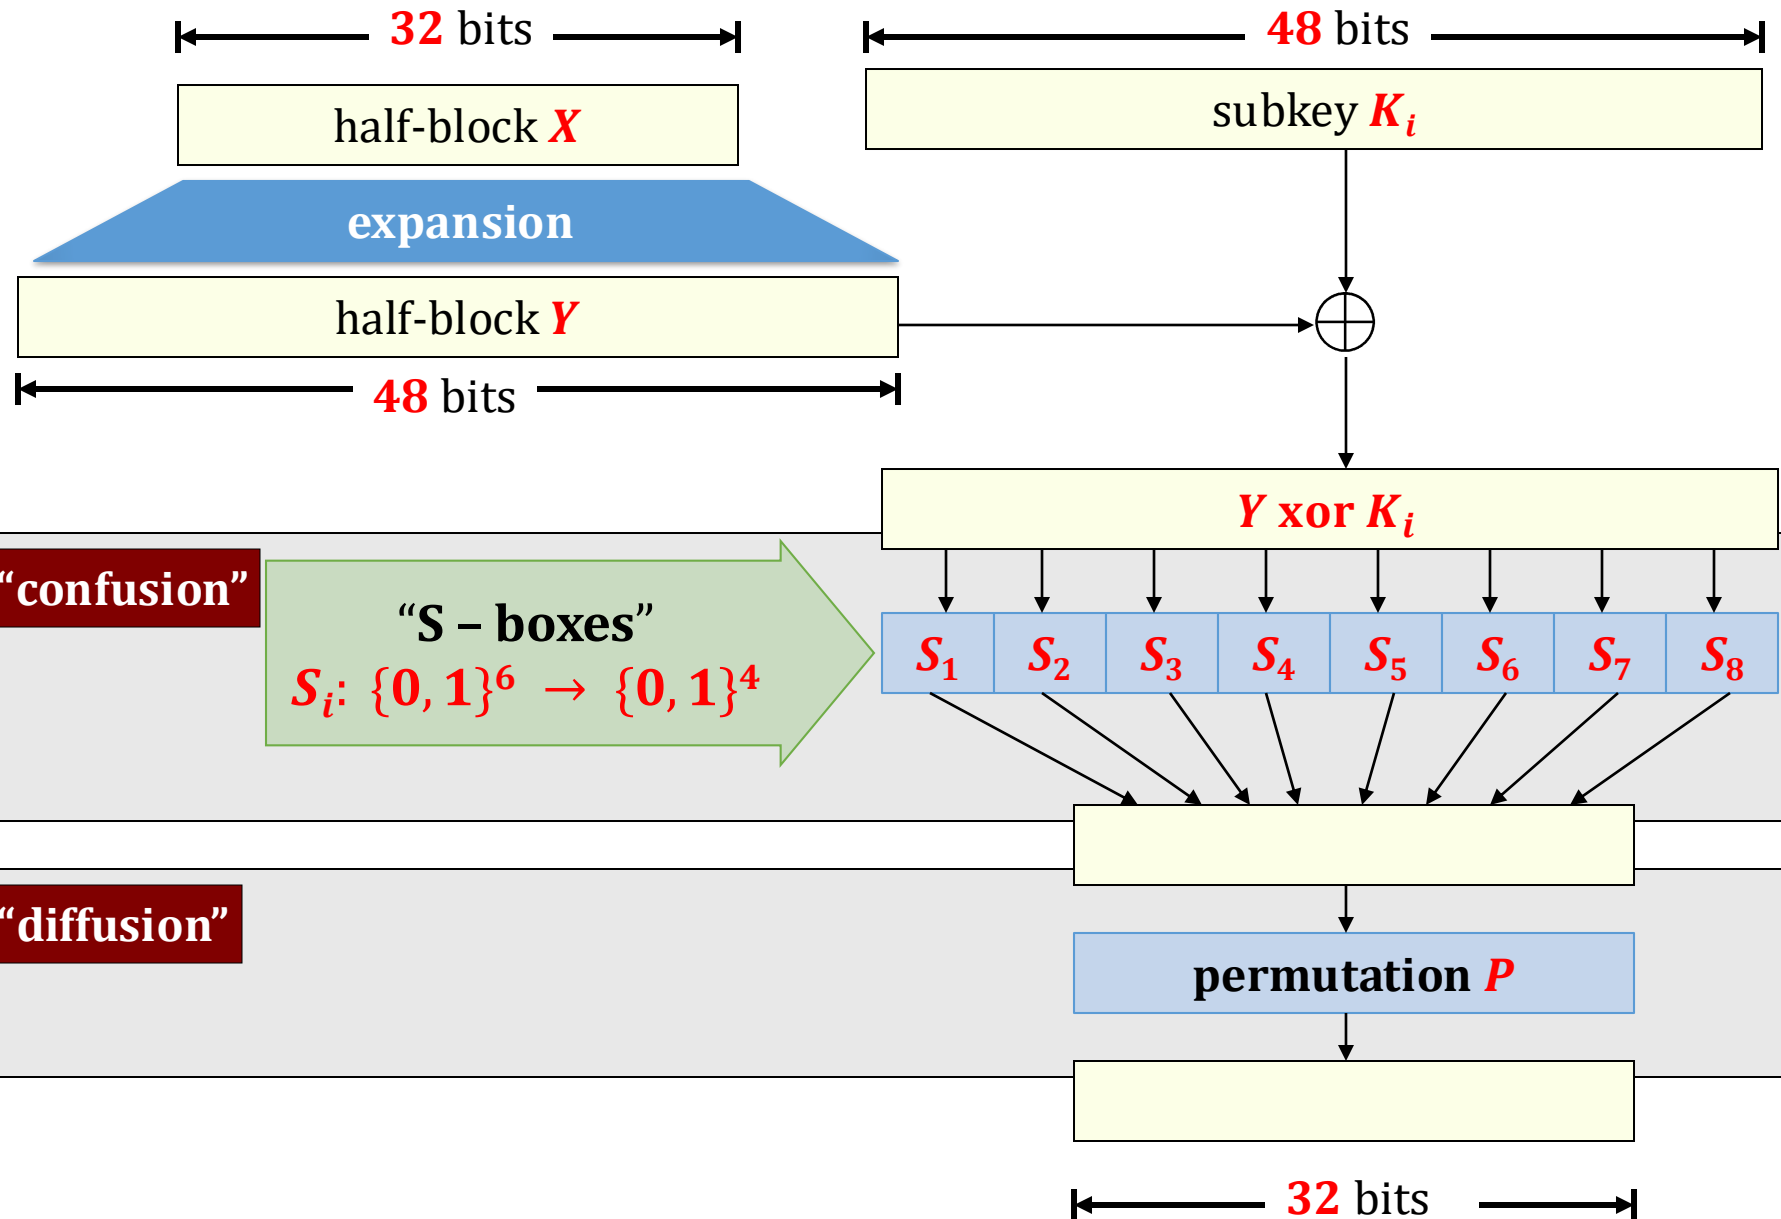 32 bits
48 bits
half-block X
subkey Kᵢ
expansion
half-block Y
48 bits
Y xor Kᵢ
“confusion”
“S – boxes”
Sᵢ: {0, 1}⁶ → {0, 1}⁴
S₁ S₂ S₃ S₄ S₅ S₆ S₇ S₈
“diffusion”
permutation P
32 bits